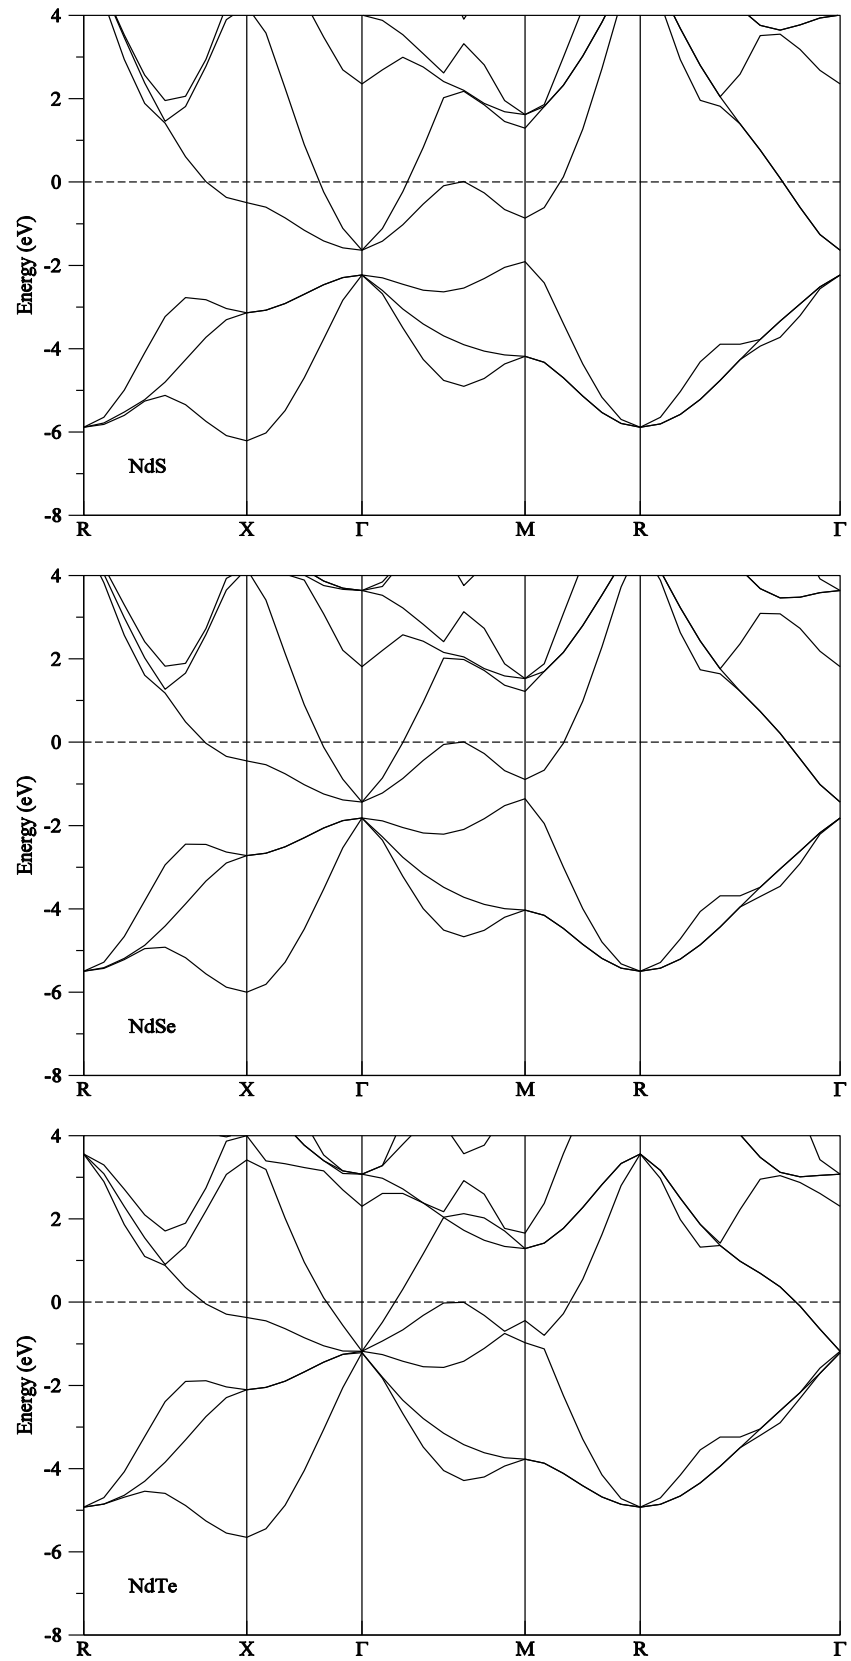 4
2
0
-2
-4
-6
-8
Energy (eV)
NdS
R X Γ M R Γ
4
2
0
-2
-4
-6
-8
Energy (eV)
NdSe
R X Γ M R Γ
4
2
0
-2
-4
-6
-8
Energy (eV)
NdTe
R X Γ M R Γ